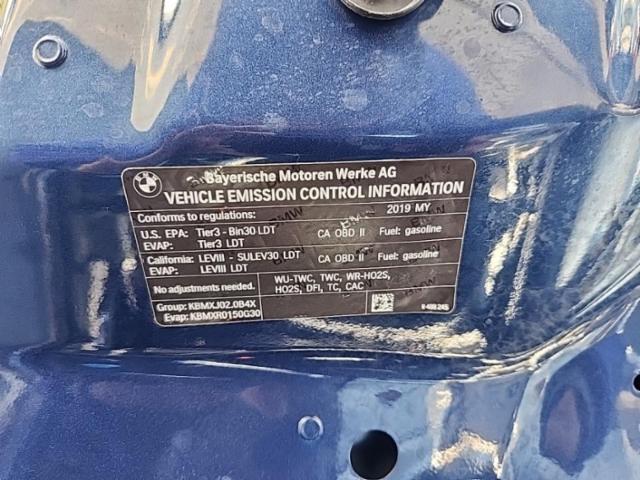 BMW
Bayerische Motoren Werke AG
VEHICLE EMISSION CONTROL INFORMATION
Conforms to regulations: 2019 MY
U.S. EPA: Tier3 - Bin30 LDT CA OBD II Fuel: gasoline
EVAP: Tier3 LDT
California: LEVIII - SULEV30 LDT CA OBD II Fuel: gasoline
EVAP: LEVIII LDT
No adjustments needed. WU-TWC, TWC, WR-HO2S,
HO2S, DFI, TC, CAC
Group: KBMXJ02.0B4X
Evap: KBMXR0150G30